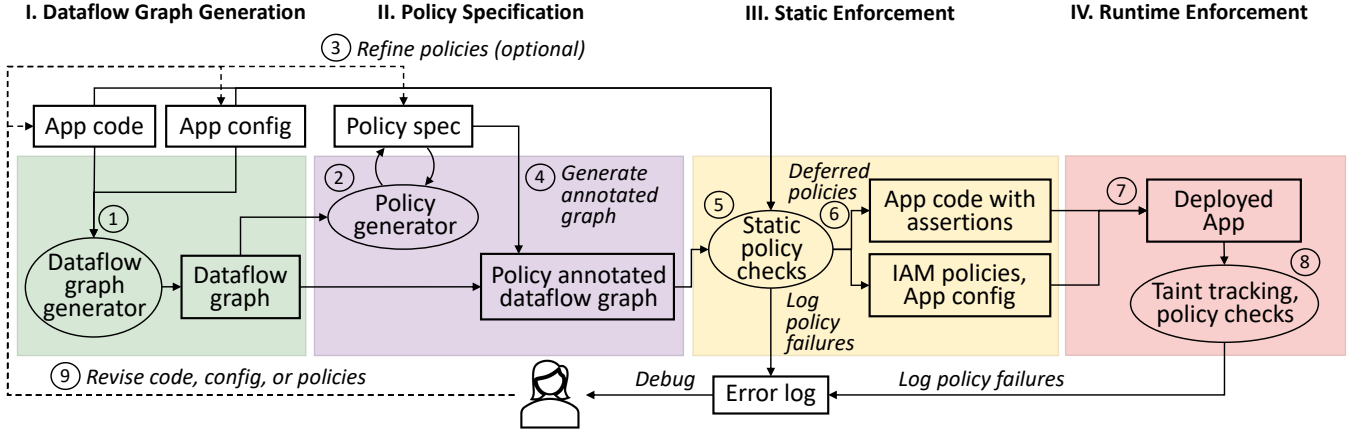 I. Dataflow Graph Generation
II. Policy Specification
III. Static Enforcement
IV. Runtime Enforcement
3 Refine policies (optional)
App code
App config
Policy spec
1
Dataflow
graph
generator
Dataflow
graph
2
Policy
generator
4 Generate
annotated
graph
Policy annotated
dataflow graph
5
Static
policy
checks
Deferred
policies
6
App code with
assertions
IAM policies,
App config
Log
policy
failures
7
Deployed
App
8
Taint tracking,
policy checks
9 Revise code, config, or policies
Debug
Error log
Log policy failures